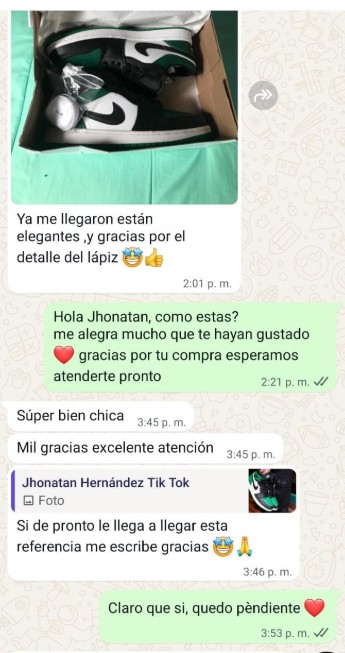 Ya me llegaron están
elegantes ,y gracias por el
detalle del lápiz 🤩👍
2:01 p. m.
Hola Jhonatan, como estas?
me alegra mucho que te hayan gustado
❤️ gracias por tu compra esperamos
atenderte pronto
2:21 p. m.
Súper bien chica 3:45 p. m.
Mil gracias excelente atención 3:45 p. m.
Jhonatan Hernández Tik Tok
Foto
Si de pronto le llega a llegar esta
referencia me escribe gracias 🤩🙏
3:46 p. m.
Claro que si, quedo pèndiente ❤️
3:53 p. m.